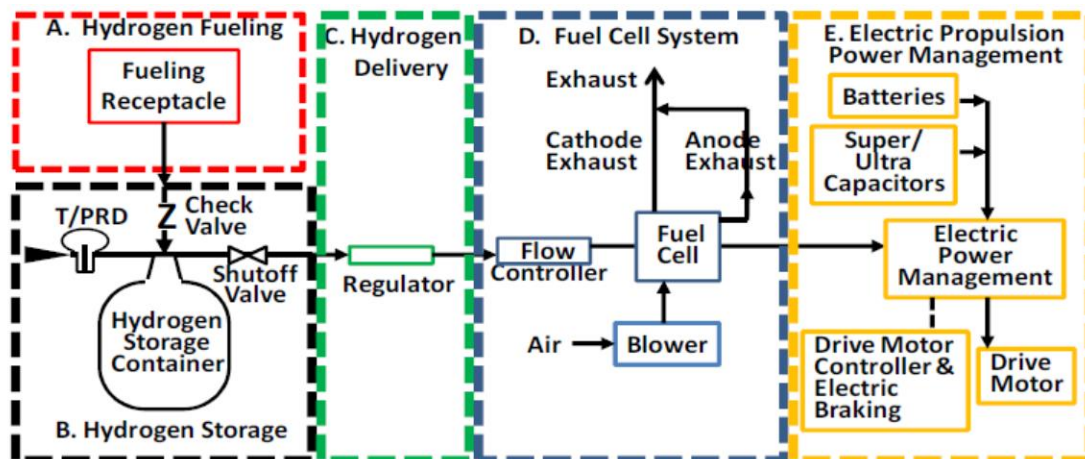 A. Hydrogen Fueling
Fueling
Receptacle
T/PRD
Z
Check
Valve
Shutoff
Valve
Hydrogen
Storage
Container
B. Hydrogen Storage
C. Hydrogen
Delivery
Regulator
D. Fuel Cell System
Exhaust
Cathode
Exhaust
Anode
Exhaust
Flow
Controller
Fuel
Cell
Air
Blower
E. Electric Propulsion
Power Management
Batteries
Super/
Ultra
Capacitors
Electric
Power
Management
Drive Motor
Controller &
Electric
Braking
Drive
Motor